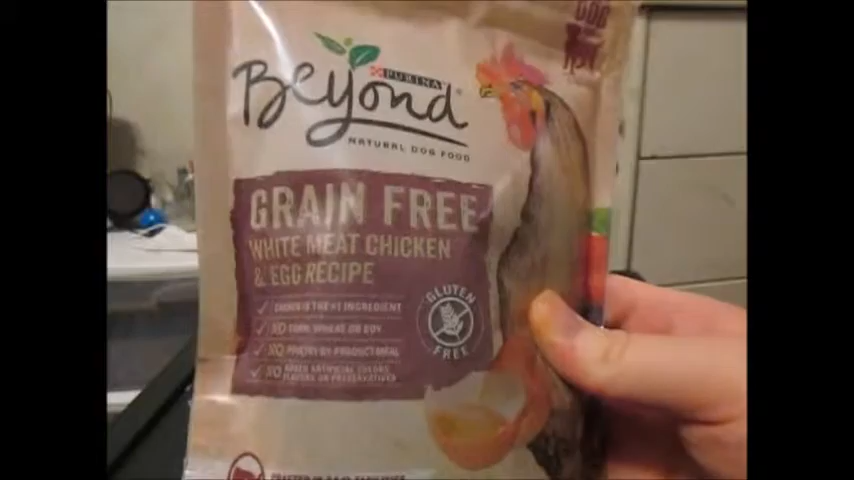 DOG
PURINA
Beyond
NATURAL DOG FOOD
GRAIN FREE
WHITE MEAT CHICKEN
& EGG RECIPE
CHICKEN IS THE #1 INGREDIENT
NO CORN, WHEAT OR SOY
NO POULTRY BY-PRODUCT MEAL
NO ADDED ARTIFICIAL COLORS
FLAVORS OR PRESERVATIVES
GLUTEN
FREE